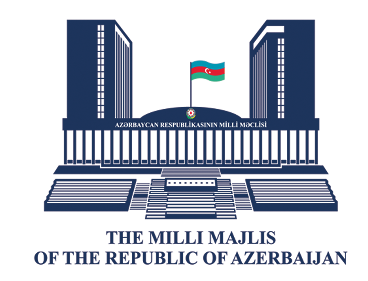 AZƏRBAYCAN RESPUBLİKASININ MİLLİ MƏCLİSİ
THE MILLI MAJLIS
OF THE REPUBLIC OF AZERBAIJAN